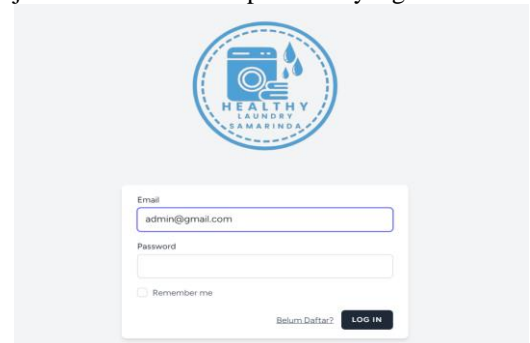 HEALTHY
LAUNDRY
SAMARINDA
Email
admin@gmail.com
Password
Remember me
Belum Daftar? LOG IN